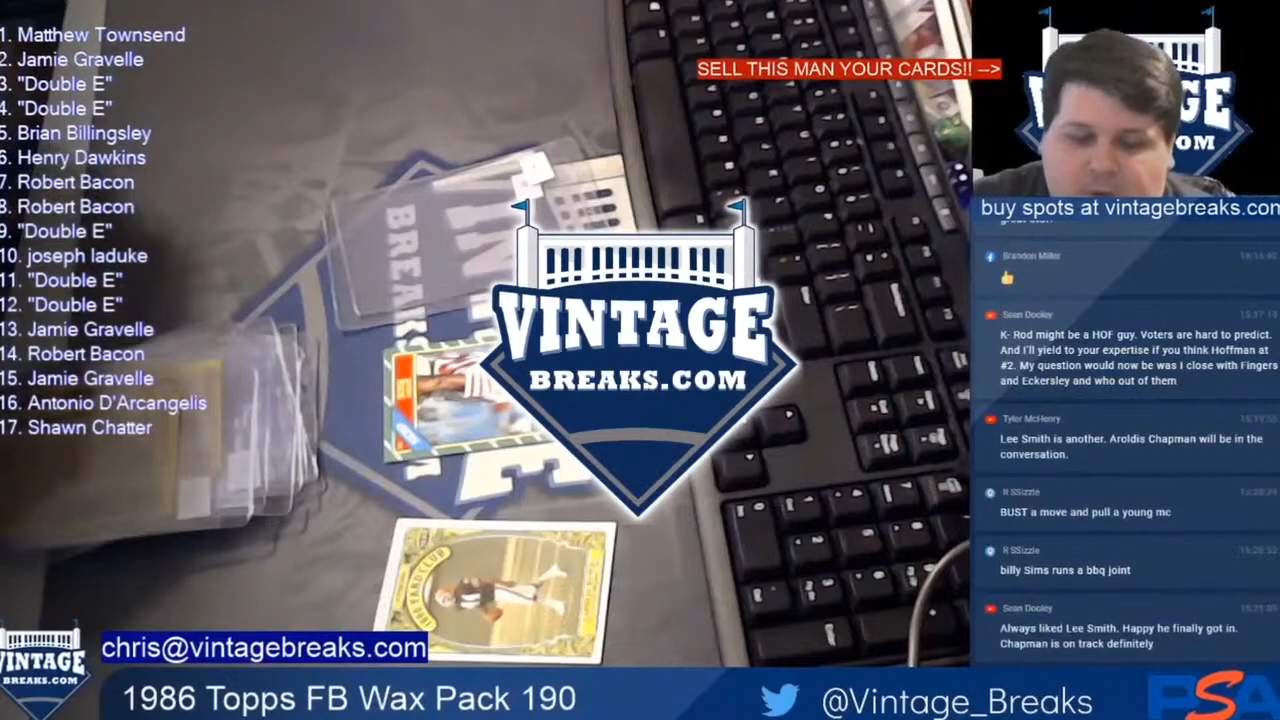 1. Matthew Townsend
2. Jamie Gravelle
3. "Double E"
4. "Double E"
5. Brian Billingsley
6. Henry Dawkins
7. Robert Bacon
8. Robert Bacon
9. "Double E"
10. joseph laduke
11. "Double E"
12. "Double E"
13. Jamie Gravelle
14. Robert Bacon
15. Jamie Gravelle
16. Antonio D'Arcangelis
17. Shawn Chatter
SELL THIS MAN YOUR CARDS!! -->
BREAKS
VINTAGE
BREAKS.COM
1000 YARD CLUB
buy spots at vintagebreaks.com
Brandon Miller
Sean Dooley
K- Rod might be a HOF guy. Voters are hard to predict.
And I'll yield to your expertise if you think Hoffman at
#2. My question would now be was I close with Fingers
and Eckersley and who out of them
Tyler McHenry
Lee Smith is another. Aroldis Chapman will be in the
conversation.
R SSizzle
BUST a move and pull a young mc
R SSizzle
billy Sims runs a bbq joint
Sean Dooley
Always liked Lee Smith. Happy he finally got in.
Chapman is on track definitely
chris@vintagebreaks.com
VINTAGE
BREAKS.COM
1986 Topps FB Wax Pack 190
@Vintage_Breaks
PSA